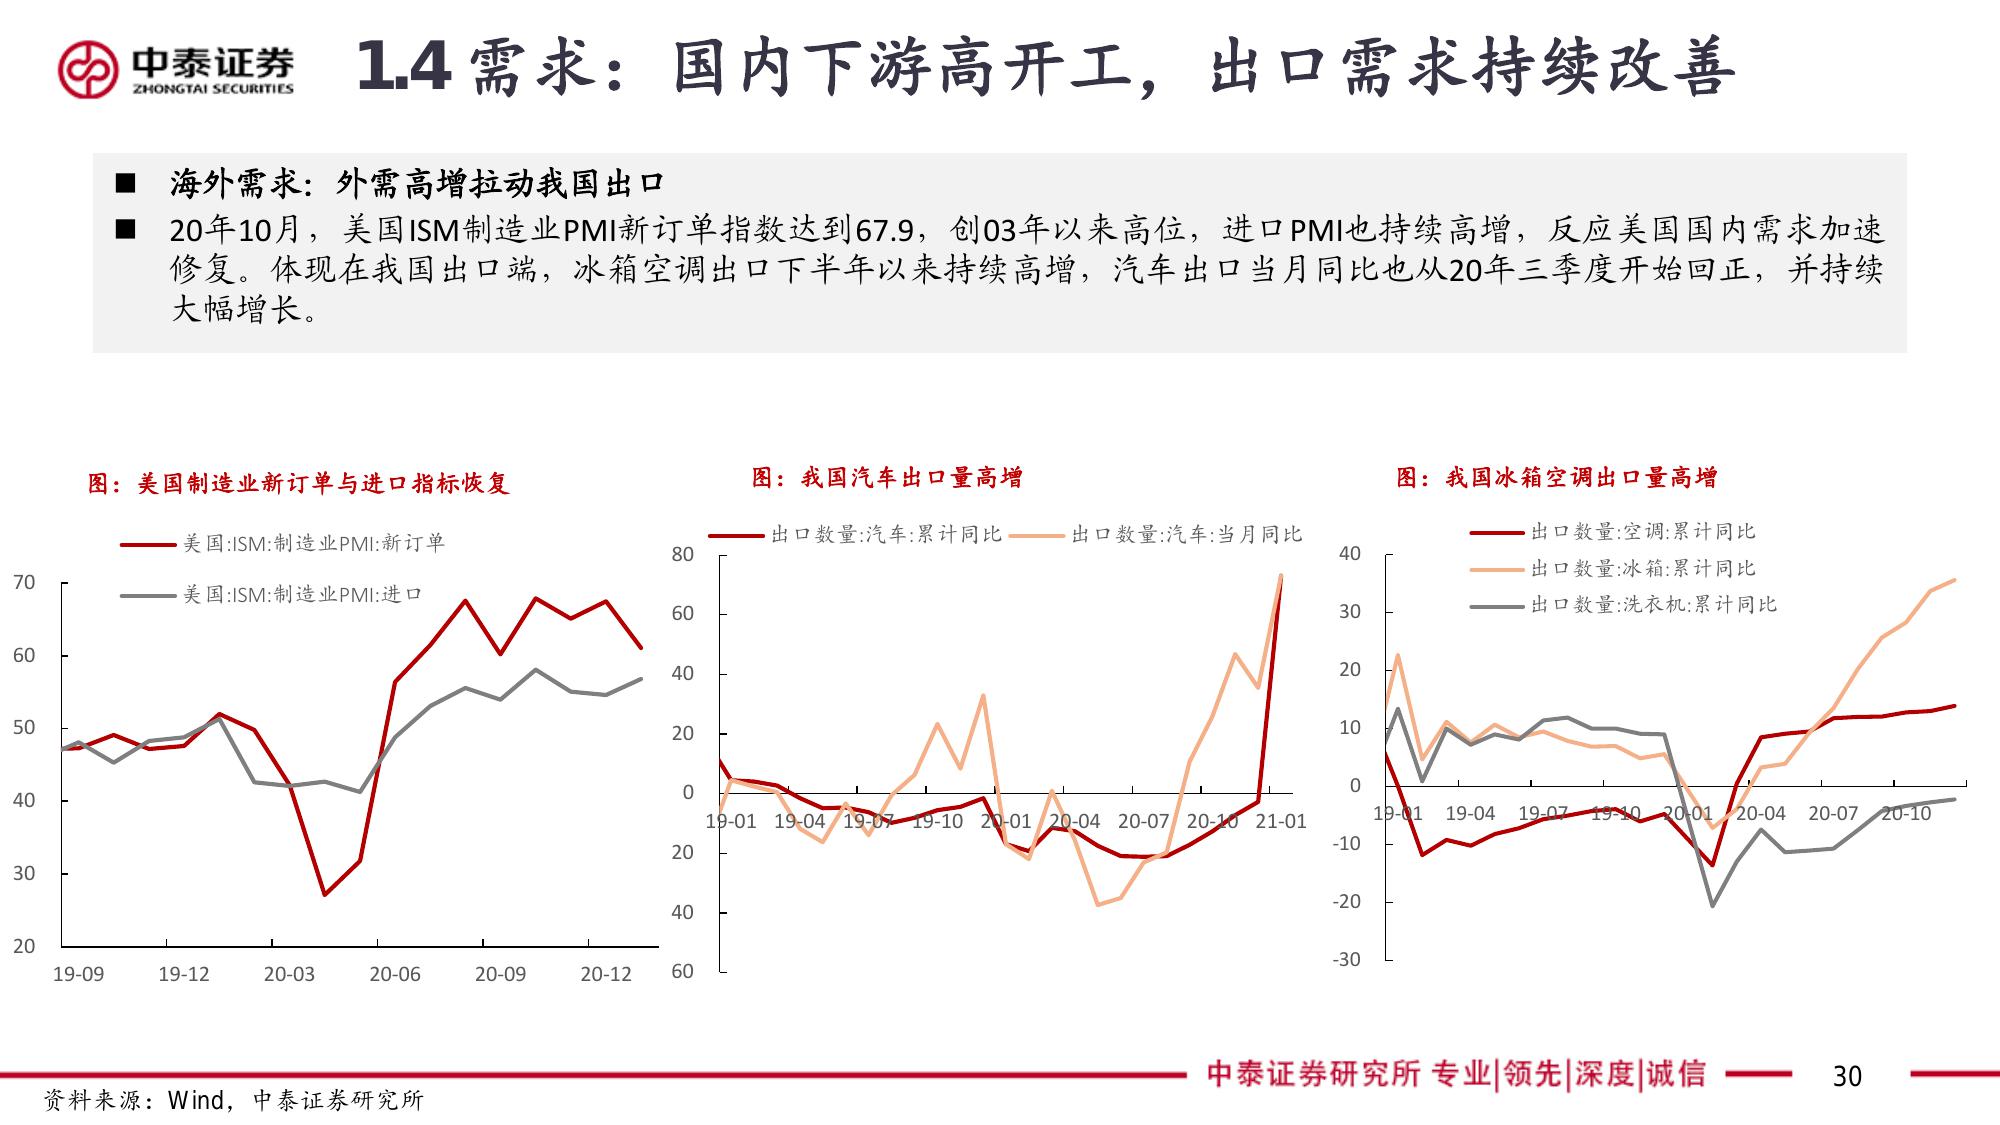 中泰证券
ZHONGTAI SECURITIES
1.4 需求：国内下游高开工，出口需求持续改善
■ 海外需求：外需高增拉动我国出口
■ 20年10月，美国ISM制造业PMI新订单指数达到67.9，创03年以来高位，进口PMI也持续高增，反应美国国内需求加速
修复。体现在我国出口端，冰箱空调出口下半年以来持续高增，汽车出口当月同比也从20年三季度开始回正，并持续
大幅增长。
图：美国制造业新订单与进口指标恢复
美国:ISM:制造业PMI:新订单
美国:ISM:制造业PMI:进口
70
60
50
40
30
20
19-09 19-12 20-03 20-06 20-09 20-12
图：我国汽车出口量高增
出口数量:汽车:累计同比 出口数量:汽车:当月同比
80
60
40
20
0
20
40
60
19-01 19-04 19-07 19-10 20-01 20-04 20-07 20-10 21-01
图：我国冰箱空调出口量高增
出口数量:空调:累计同比
出口数量:冰箱:累计同比
出口数量:洗衣机:累计同比
40
30
20
10
0
-10
-20
-30
19-01 19-04 19-07 19-10 20-01 20-04 20-07 20-10
中泰证券研究所 专业|领先|深度|诚信
30
资料来源：Wind，中泰证券研究所